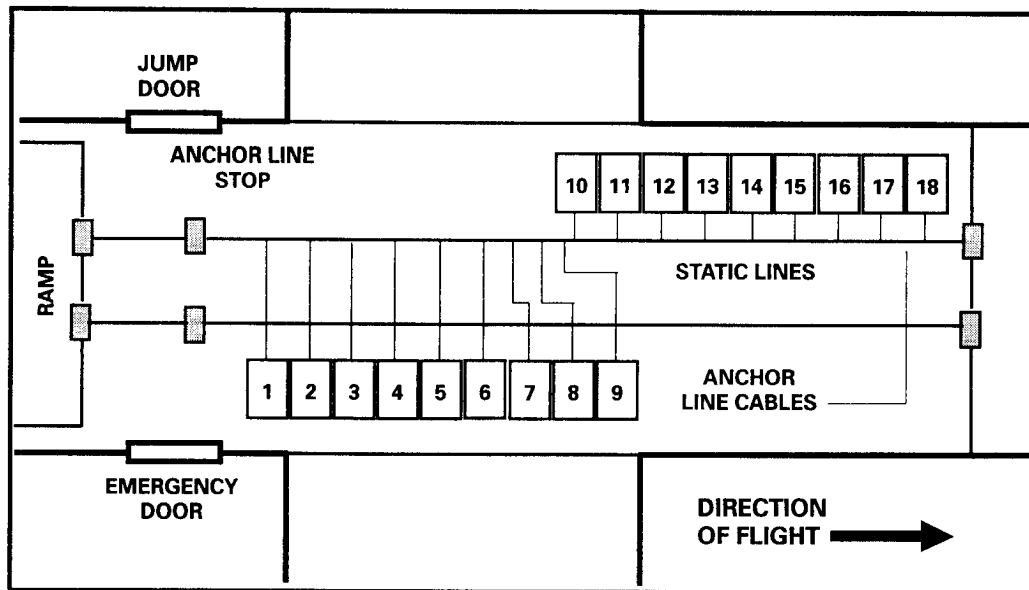 JUMP
DOOR
ANCHOR LINE
STOP
10 11 12 13 14 15 16 17 18
STATIC LINES
RAMP
1 2 3 4 5 6 7 8 9
ANCHOR
LINE CABLES
EMERGENCY
DOOR
DIRECTION
OF FLIGHT